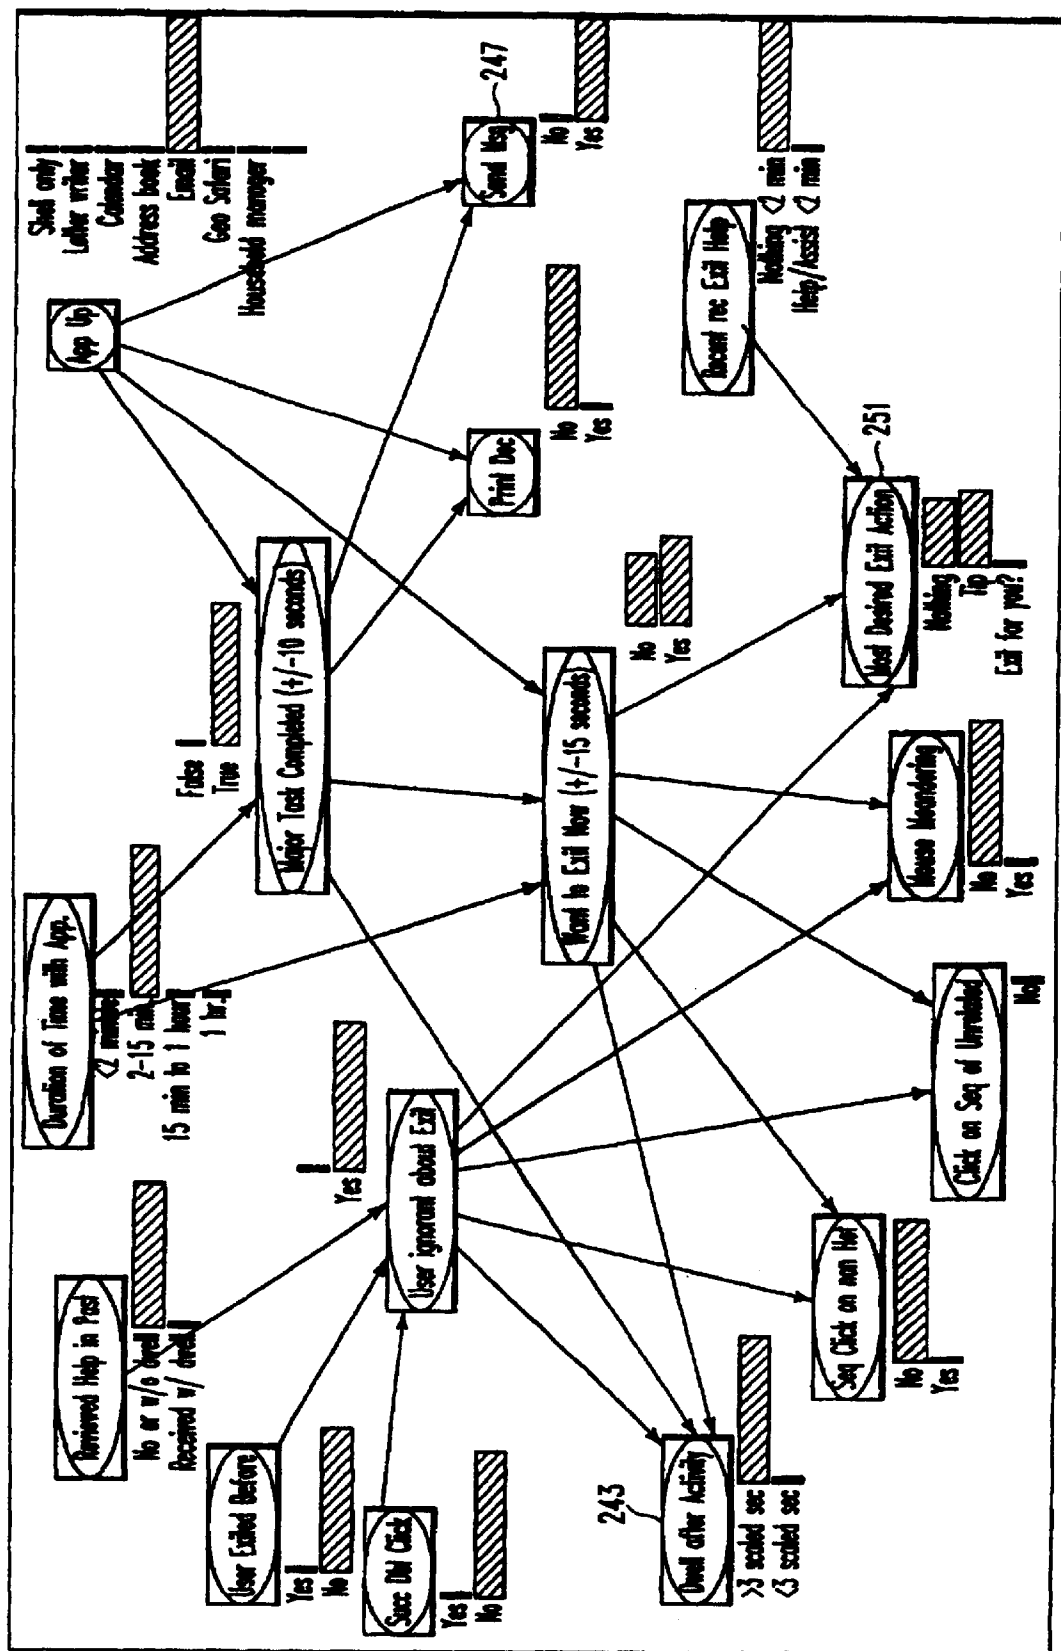 Reviewed Help in Past
No or w/o dwell
Received w/ dwell
Duration of Time with App.
<2 minutes
2-15 min
15 min to 1 hour
1 hr.
App Up
Shell only
Letter writer
Calendar
Address book
Email
Geo Safari
Household manager
User Exited Before
Yes
No
False
True
Major Task Completed (+/-10 seconds
Succ Dbl Click
Yes
No
Yes
User ignorant about Exit
Print Doc
No
Yes
Send Msg
247
No
Yes
Want to Exit Now (+/-15 seconds)
No
Yes
243
Dwell after Activity
>3 scaled sec
<3 scaled sec
Seq Click on non Hot
No
Yes
Click on Seq of Unrelated
No
Mouse Meandering
No
Yes
Most Desired Exit Action
251
Nothing
Tip
Exit for you?
Recent rec Exit Help
Nothing <2 min
Help/Assist <2 min